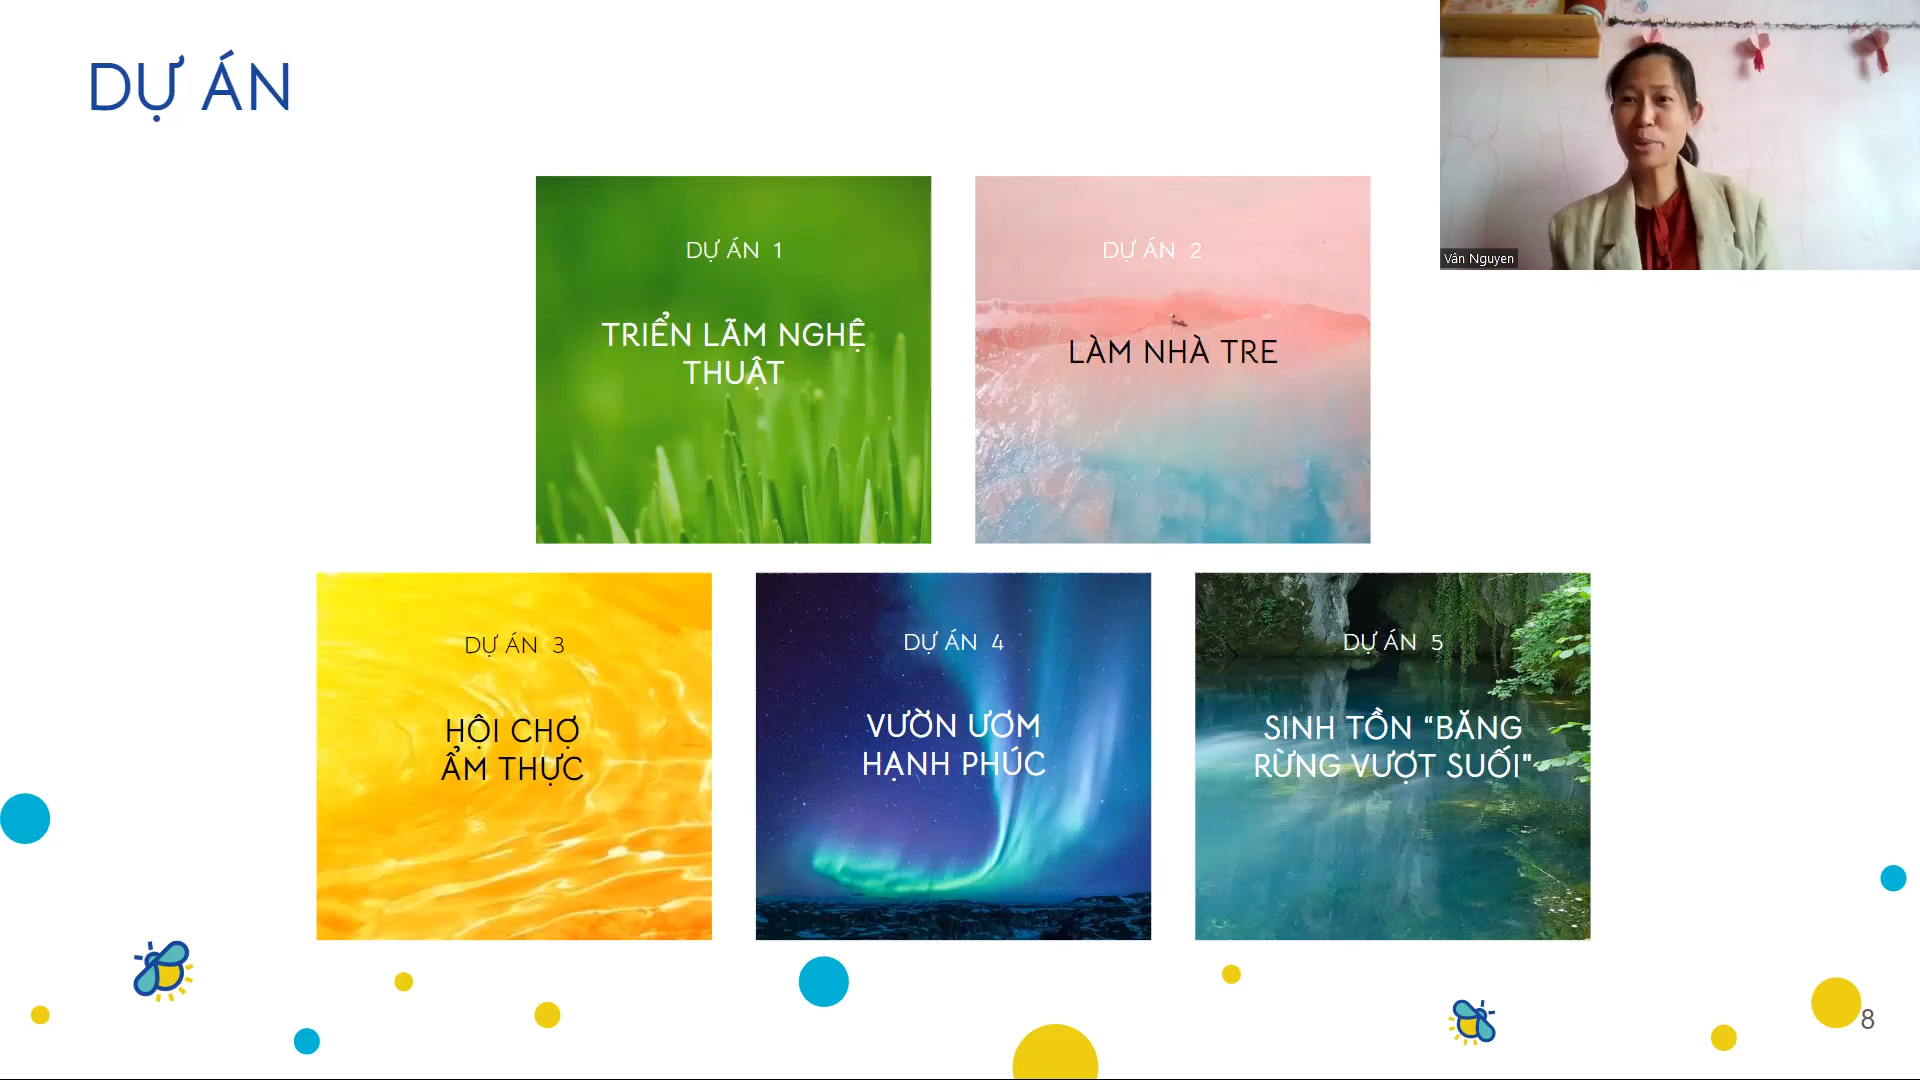 DỰ ÁN
Vân Nguyen
DỰ ÁN 1
TRIỂN LÃM NGHỆ
THUẬT
DỰ ÁN 2
LÀM NHÀ TRE
DỰ ÁN 3
HỘI CHỢ
ẨM THỰC
DỰ ÁN 4
VƯỜN ƯƠM
HẠNH PHÚC
DỰ ÁN 5
SINH TỒN “BĂNG
RỪNG VƯỢT SUỐI"
8